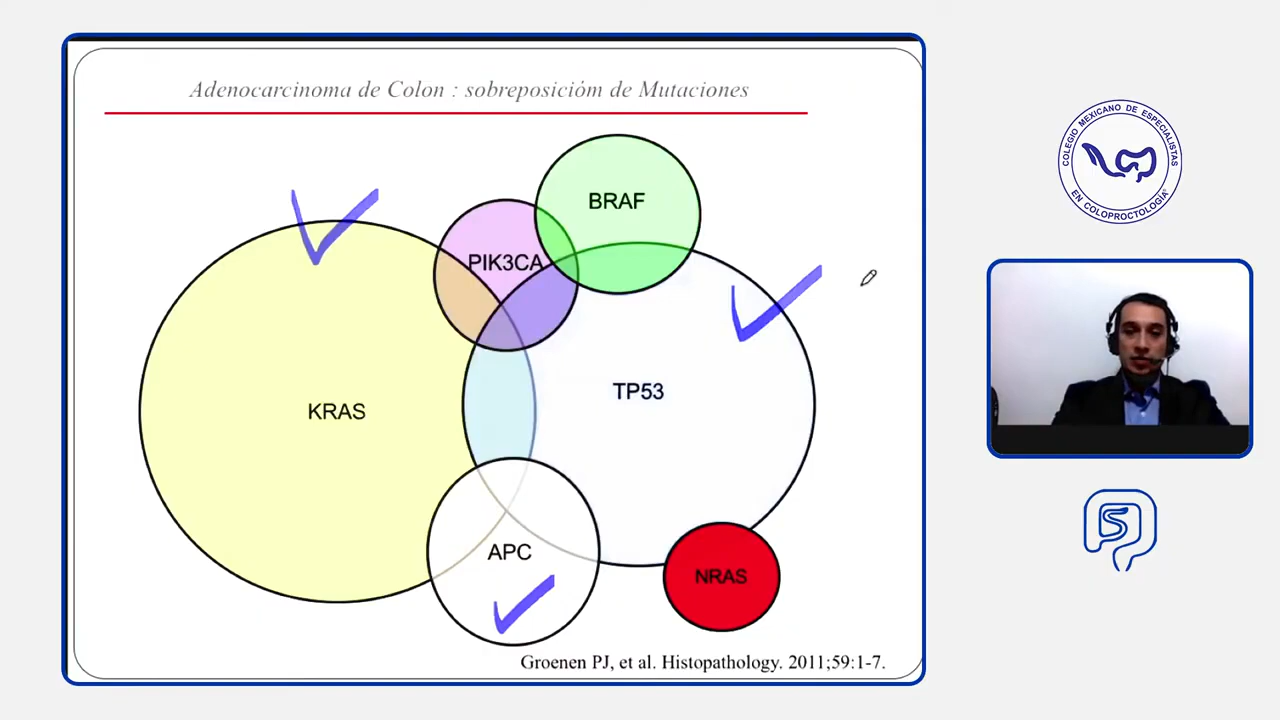 Adenocarcinoma de Colon : sobreposicióm de Mutaciones
BRAF
PIK3CA
KRAS
TP53
APC
NRAS
Groenen PJ, et al. Histopathology. 2011;59:1-7.
COLEGIO MEXICANO DE ESPECIALISTAS
EN COLOPROCTOLOGIA